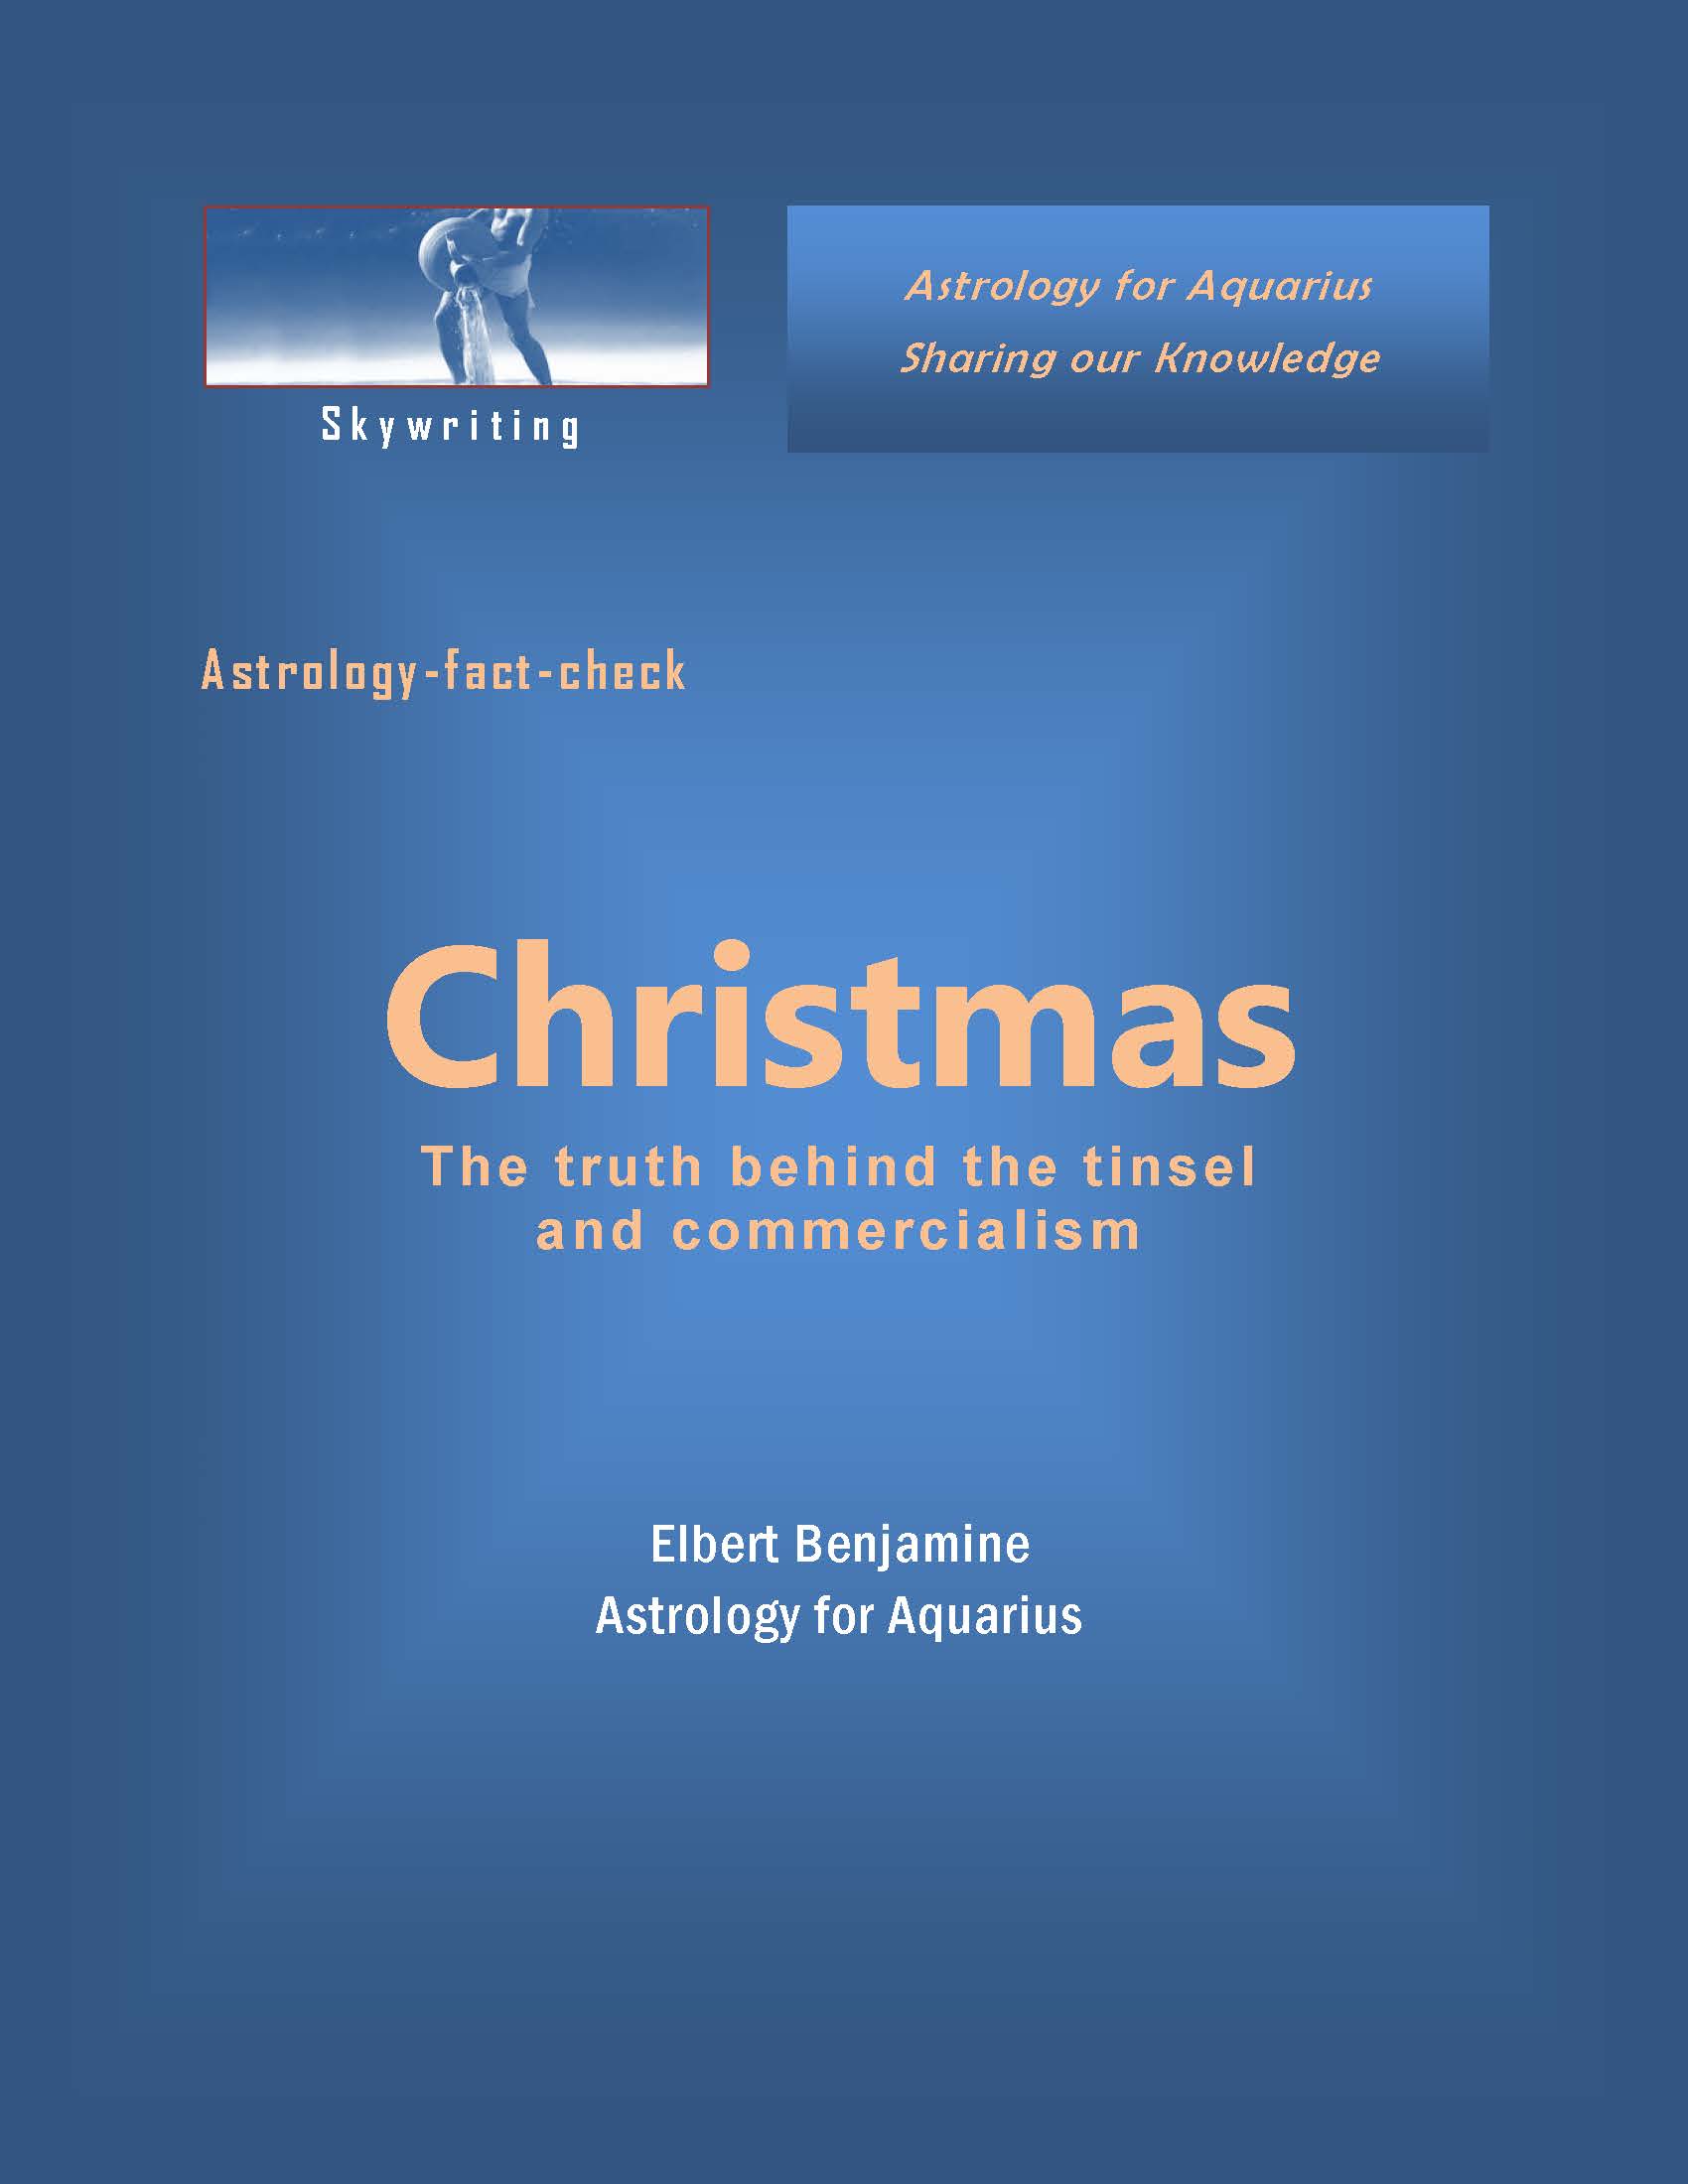 Astrology for Aquarius
Sharing our Knowledge
Skywriting
Astrology-fact-check
Christmas
The truth behind the tinsel
and commercialism
Elbert Benjamine
Astrology for Aquarius